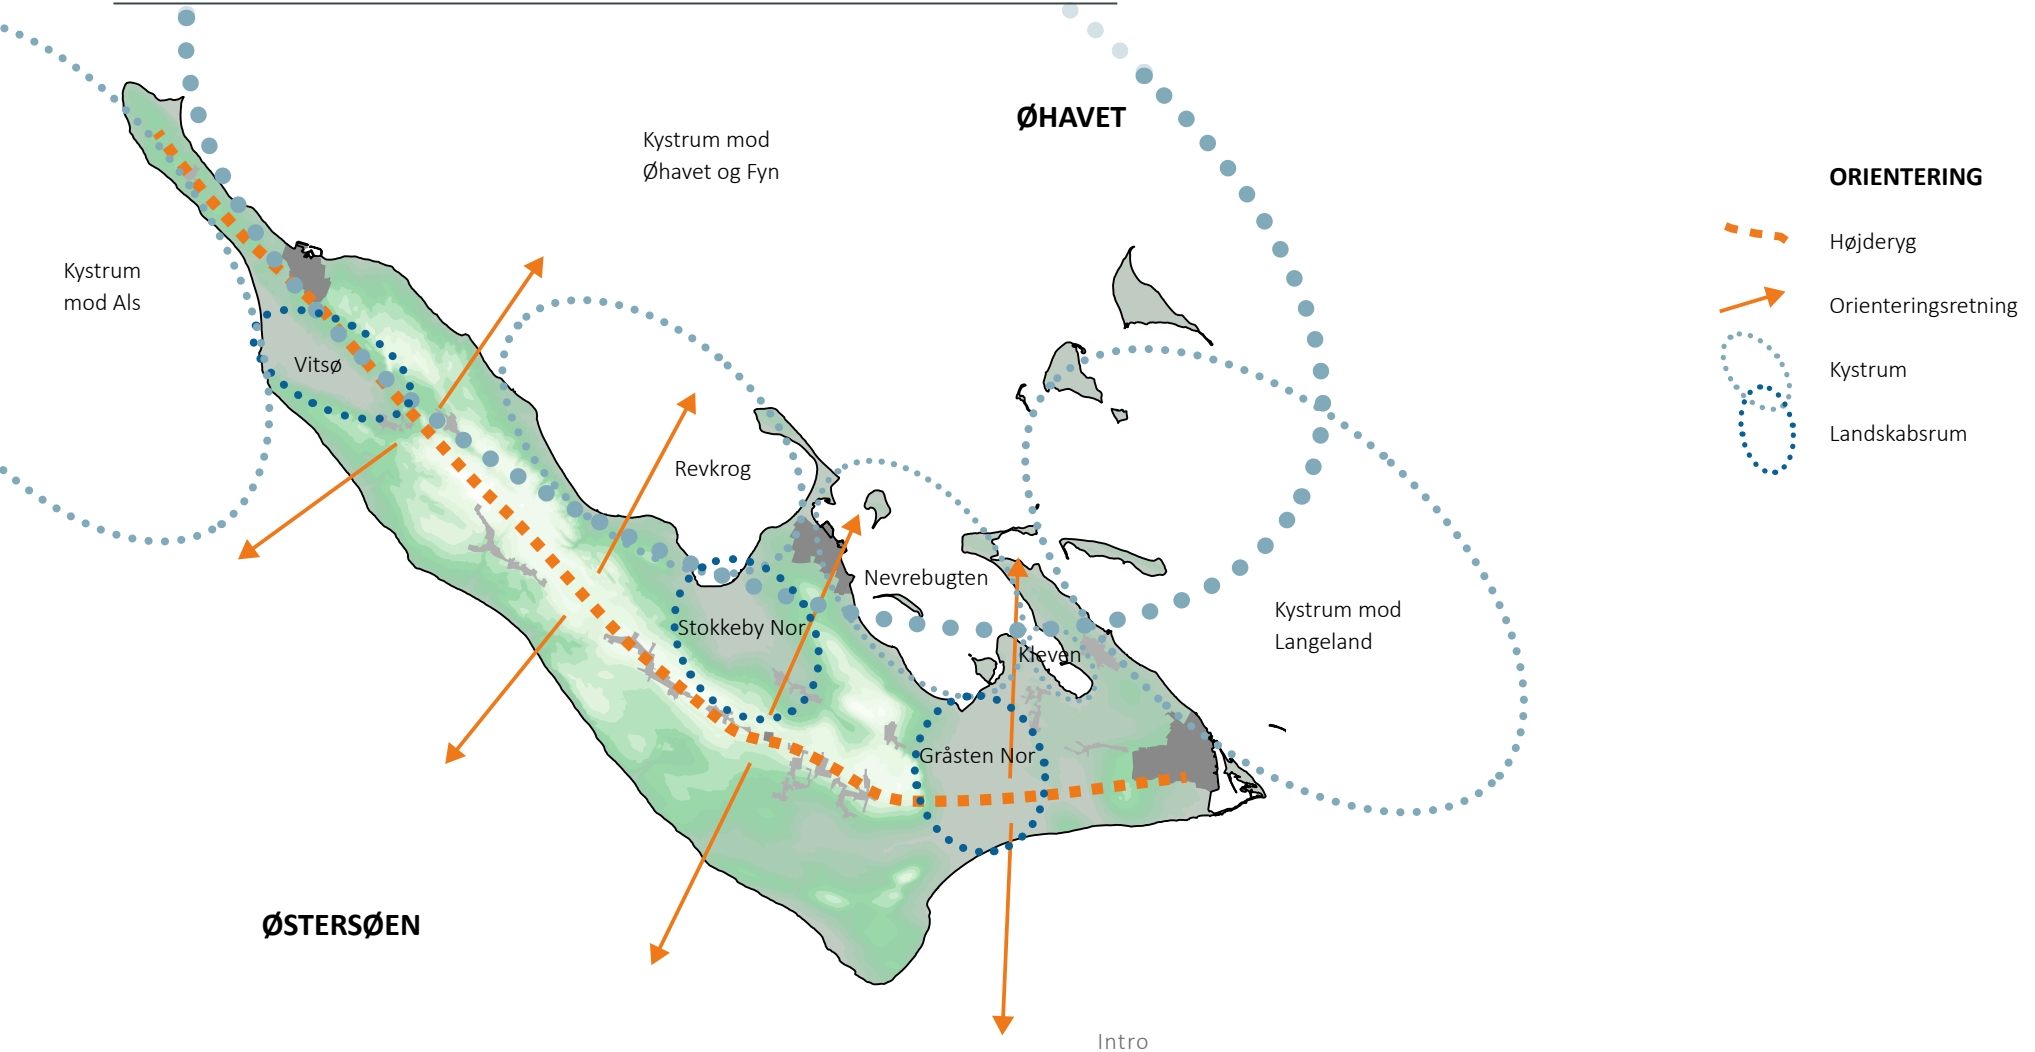 ØHAVET
Kystrum mod
Øhavet og Fyn
Kystrum
mod Als
Vitsø
Revkrog
Nevrebugten
Stokkeby Nor
Kleven
Kystrum mod
Langeland
Gråsten Nor
ØSTERSØEN
ORIENTERING
Højderyg
Orienteringsretning
Kystrum
Landskabsrum
Intro